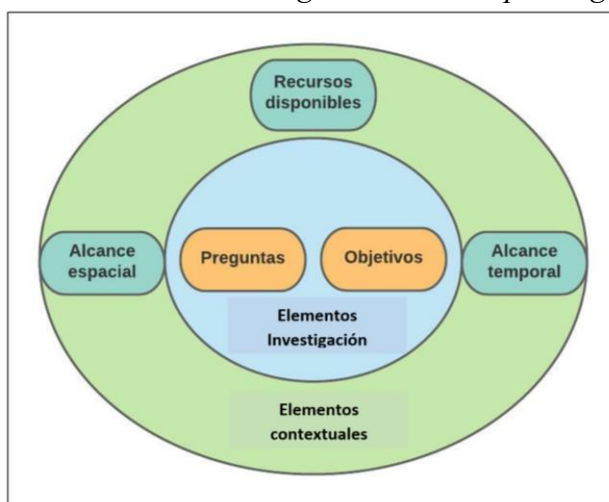 Recursos
disponibles
Alcance
espacial
Preguntas
Objetivos
Alcance
temporal
Elementos
Investigación
Elementos
contextuales